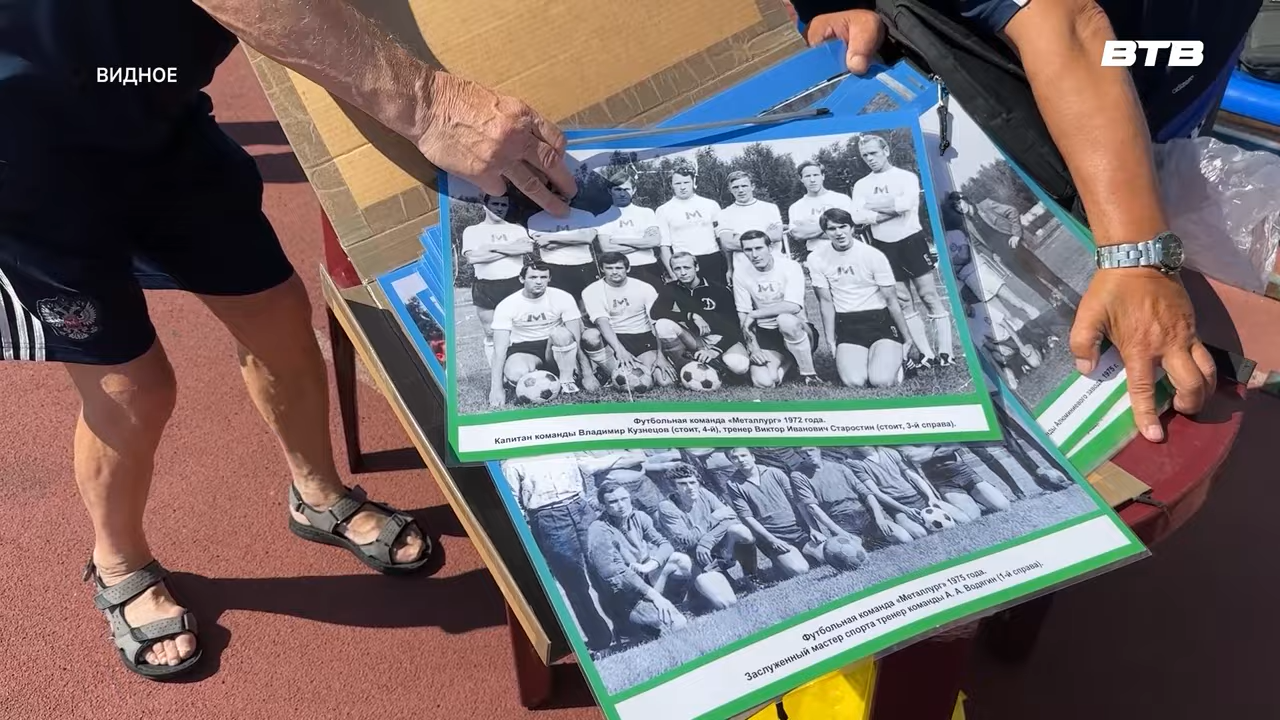 ВИДНОЕ
BTB
М М М М М М
Д
Футбольная команда «Металлург» 1972 года.
Капитан команды Владимир Кузнецов (стоит, 4-й), тренер Виктор Иванович Старостин (стоит, 3-й справа).
Футбольная команда «Металлург» 1975 года.
Заслуженный мастер спорта тренер команды А. А. Водягин (1-й справа).